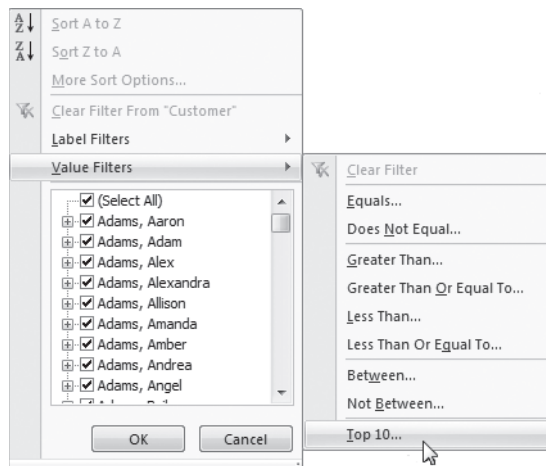 Sort A to Z
Sort Z to A
More Sort Options...
Clear Filter From "Customer"
Label Filters
Value Filters
(Select All)
Adams, Aaron
Adams, Adam
Adams, Alex
Adams, Alexandra
Adams, Allison
Adams, Amanda
Adams, Amber
Adams, Andrea
Adams, Angel
OK
Cancel
Clear Filter
Equals...
Does Not Equal...
Greater Than...
Greater Than Or Equal To...
Less Than...
Less Than Or Equal To...
Between...
Not Between...
Top 10...